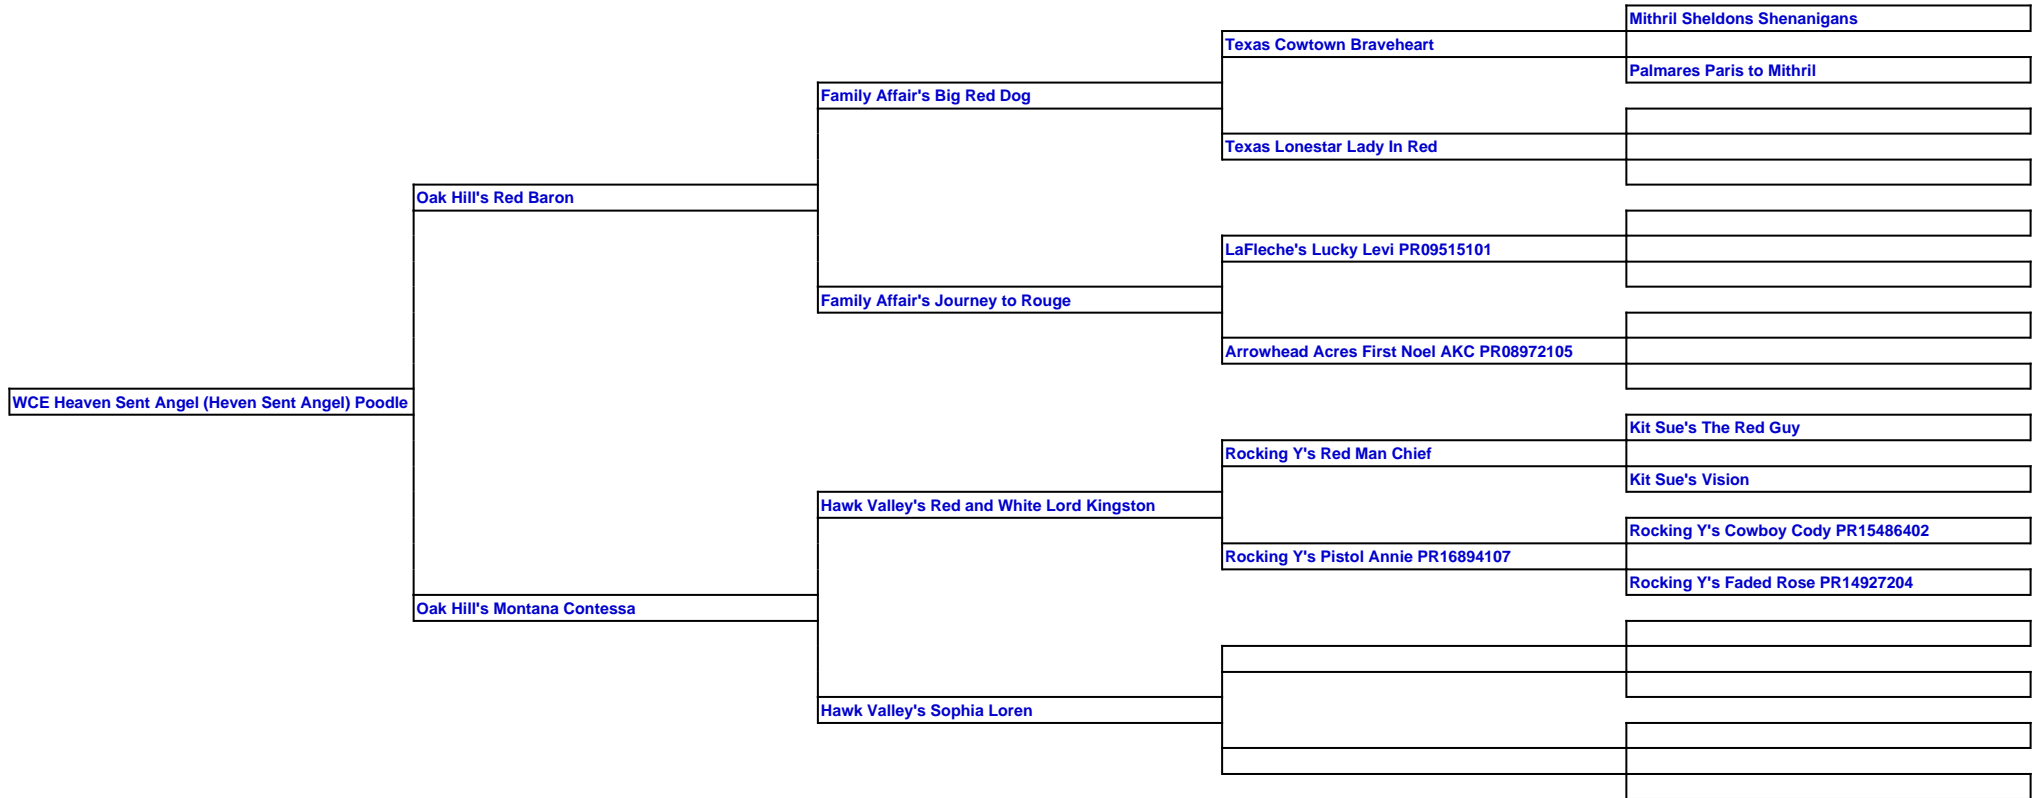 Mithril Sheldons Shenanigans
Texas Cowtown Braveheart
Palmares Paris to Mithril
Family Affair's Big Red Dog
Texas Lonestar Lady In Red
Oak Hill's Red Baron
LaFleche's Lucky Levi PR09515101
Family Affair's Journey to Rouge
Arrowhead Acres First Noel AKC PR08972105
WCE Heaven Sent Angel (Heven Sent Angel) Poodle
Kit Sue's The Red Guy
Rocking Y's Red Man Chief
Kit Sue's Vision
Hawk Valley's Red and White Lord Kingston
Rocking Y's Cowboy Cody PR15486402
Rocking Y's Pistol Annie PR16894107
Rocking Y's Faded Rose PR14927204
Oak Hill's Montana Contessa
Hawk Valley's Sophia Loren